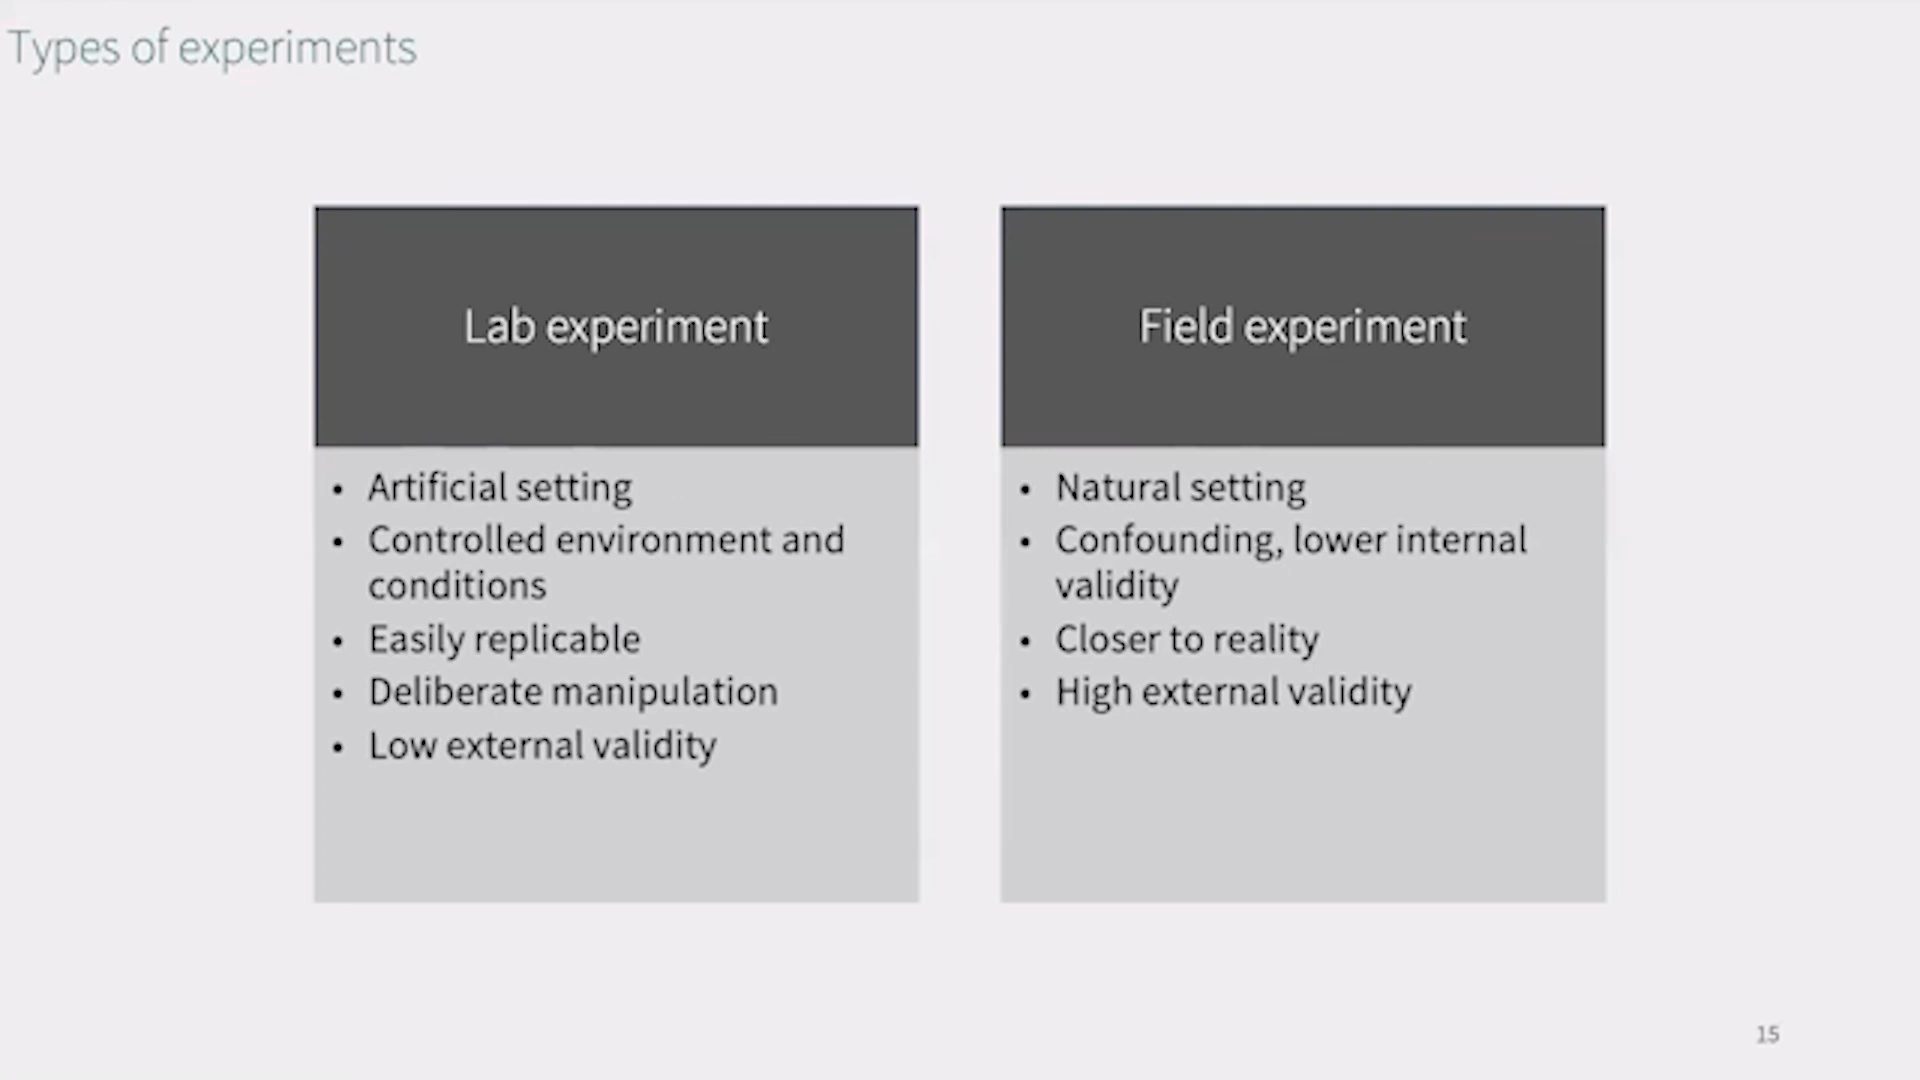 Types of experiments
Lab experiment
• Artificial setting
• Controlled environment and
conditions
• Easily replicable
• Deliberate manipulation
• Low external validity
Field experiment
• Natural setting
• Confounding, lower internal
validity
• Closer to reality
• High external validity
15